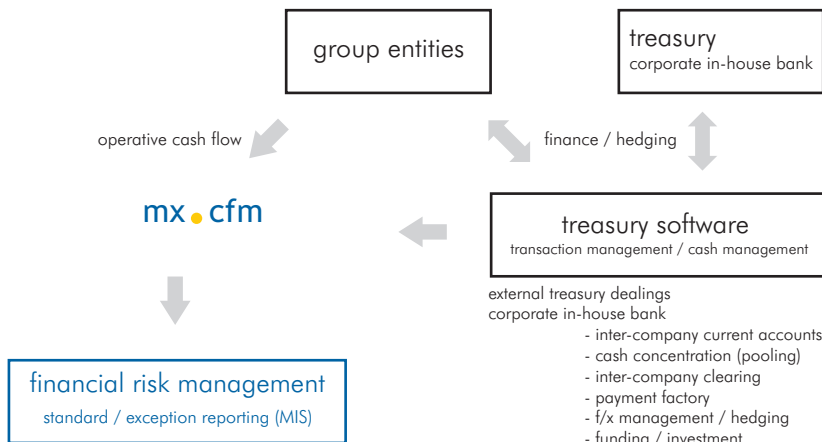 group entities
treasury
corporate in-house bank
operative cash flow
finance / hedging
mx.cfm
treasury software
transaction management / cash management
external treasury dealings
corporate in-house bank
- inter-company current accounts
- cash concentration (pooling)
- inter-company clearing
- payment factory
- f/x management / hedging
- funding / investment
financial risk management
standard / exception reporting (MIS)